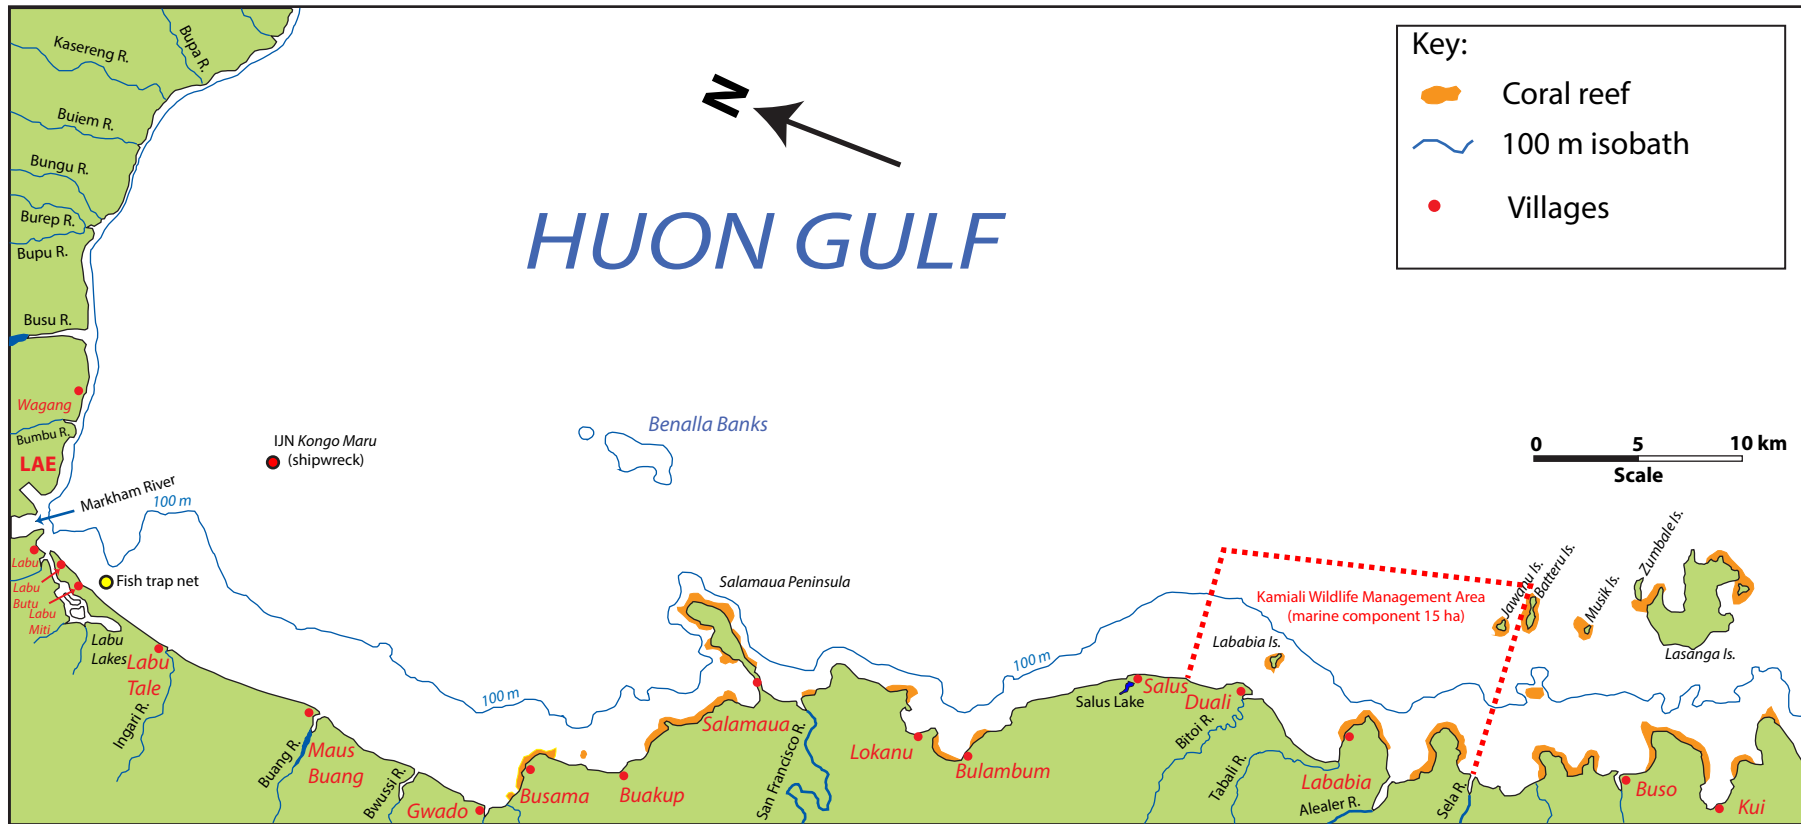 Kasereng R.
Bupa R.
Buiem R.
Bungu R.
Burep R.
Bupu R.
Busu R.
Wagang
Bumbu R.
LAE
Markham River
N
HUON GULF
Key:
Coral reef
100 m isobath
Villages
IJN Kongo Maru
(shipwreck)
Benalla Banks
0 5 10 km
Scale
100 m
Labu
Labu
Butu
Labu
Miti
Fish trap net
Labu
Lakes
Labu
Tale
Ingari R.
Buang R.
Maus
Buang
Bwussi R.
Gwado
100 m
Busama
Buakup
Salamaua Peninsula
Salamaua
San Francisco R.
Lokanu
Bulambum
100 m
Salus
Salus Lake
Duali
Bitoi R.
Tabali R.
Kamiali Wildlife Management Area
(marine component 15 ha)
Lababia Is.
Lababia
Alealer R.
Sela R.
Jawanu Is.
Batteru Is.
Musik Is.
Zumbale Is.
Lasanga Is.
Buso
Kui